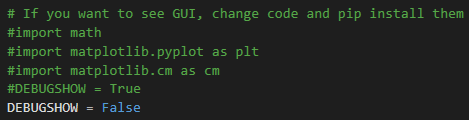 # If you want to see GUI, change code and pip install them
#import math
#import matplotlib.pyplot as plt
#import matplotlib.cm as cm
#DEBUGSHOW = True
DEBUGSHOW = False